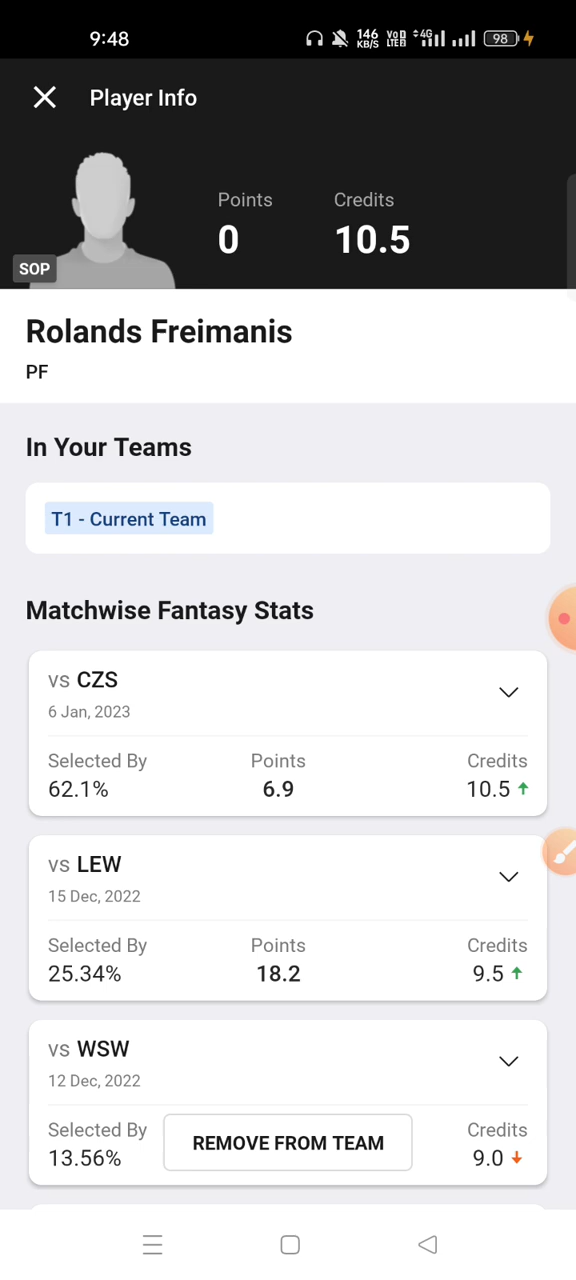 9:48
146 KB/S VoD LTE 4G 98
Player Info
Points Credits
0 10.5
SOP
Rolands Freimanis
PF
In Your Teams
T1 - Current Team
Matchwise Fantasy Stats
vs CZS
6 Jan, 2023
Selected By Points Credits
62.1% 6.9 10.5
vs LEW
15 Dec, 2022
Selected By Points Credits
25.34% 18.2 9.5
vs WSW
12 Dec, 2022
Selected By Credits
REMOVE FROM TEAM
13.56% 9.0